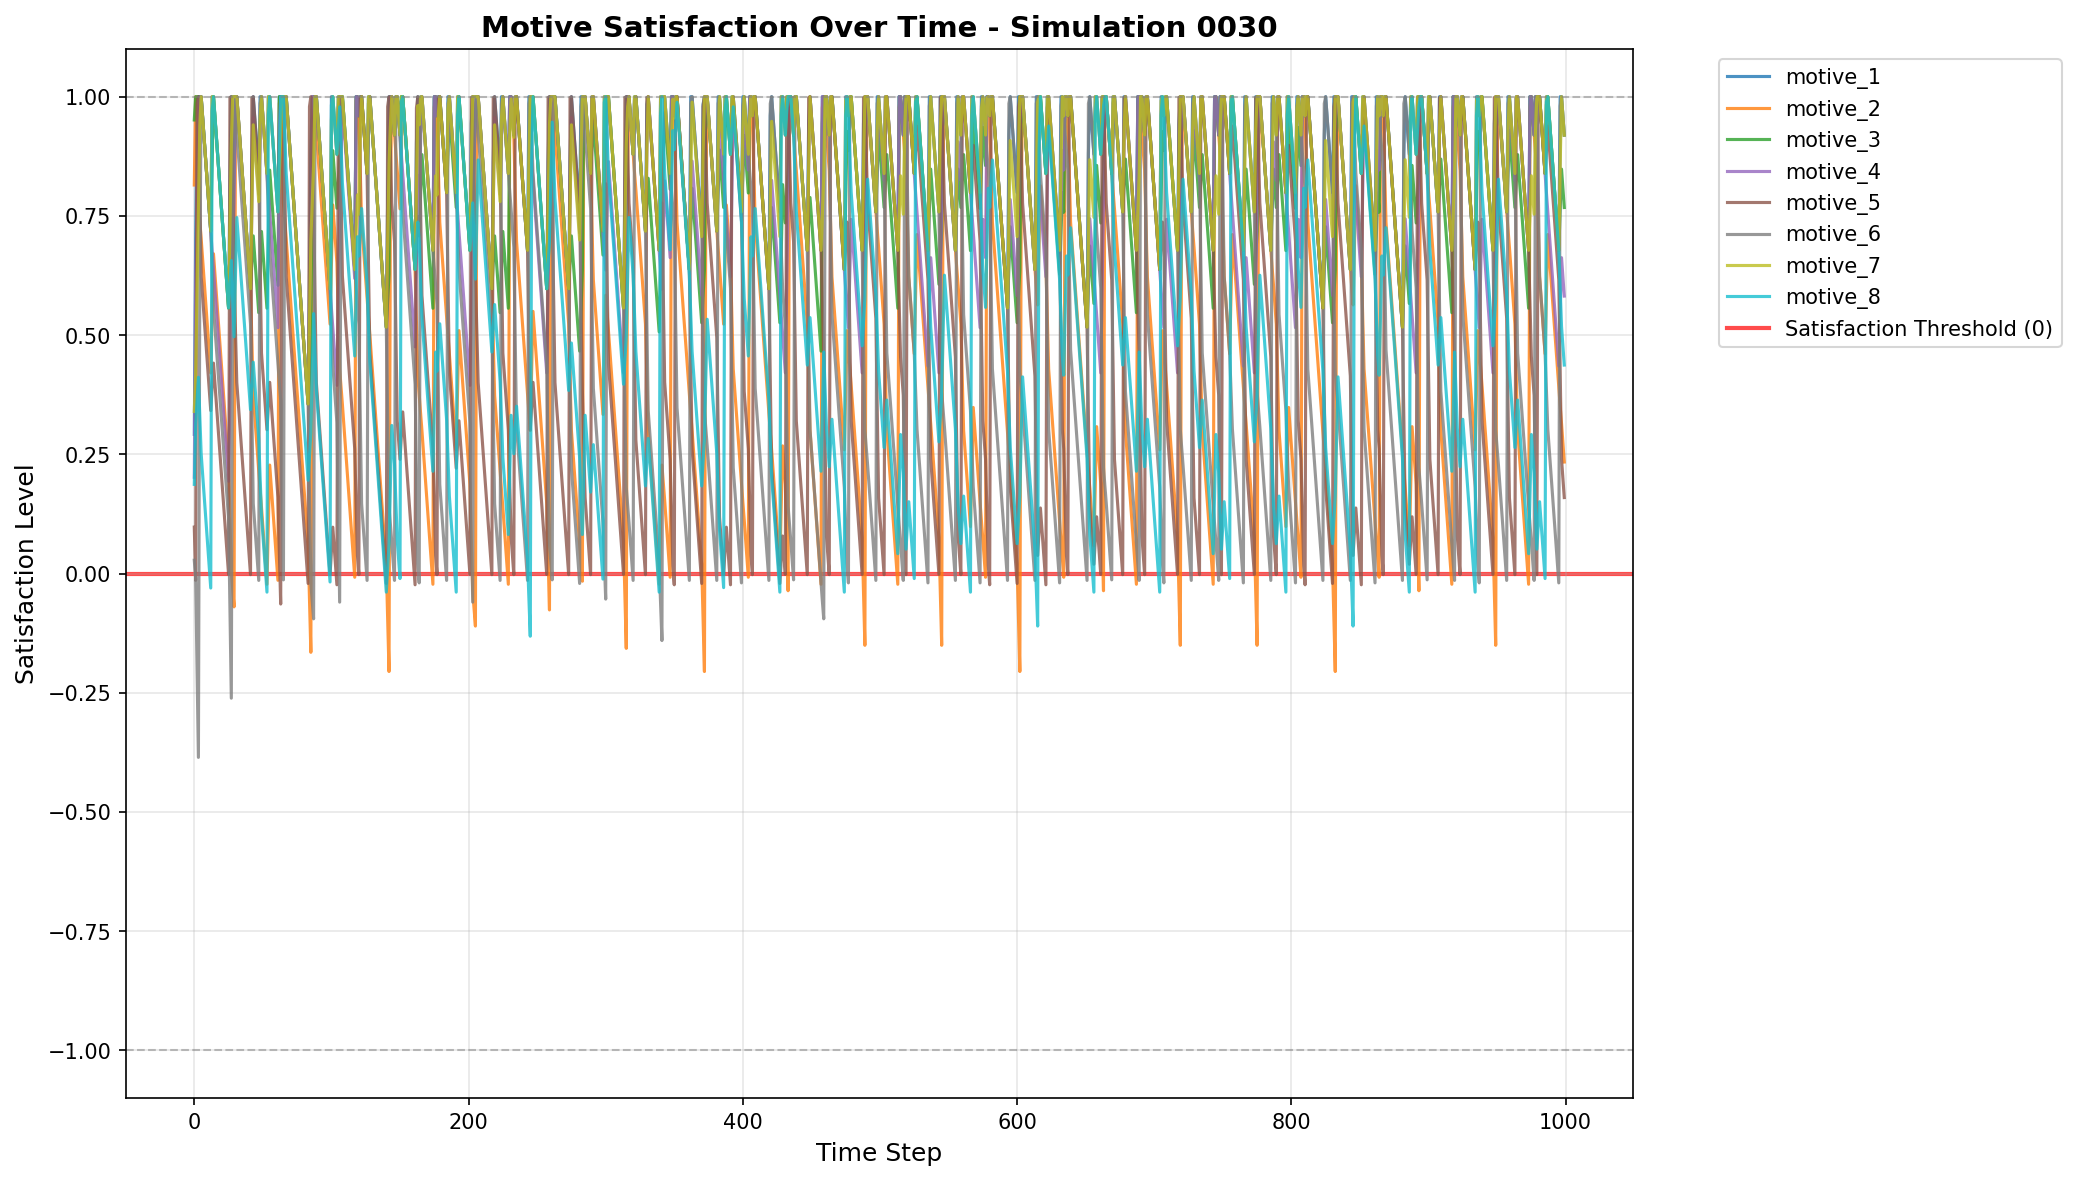 Motive Satisfaction Over Time - Simulation 0030
Satisfaction Level
1.00
0.75
0.50
0.25
0.00
−0.25
−0.50
−0.75
−1.00
0
200
400
600
800
1000
Time Step
motive_1
motive_2
motive_3
motive_4
motive_5
motive_6
motive_7
motive_8
Satisfaction Threshold (0)